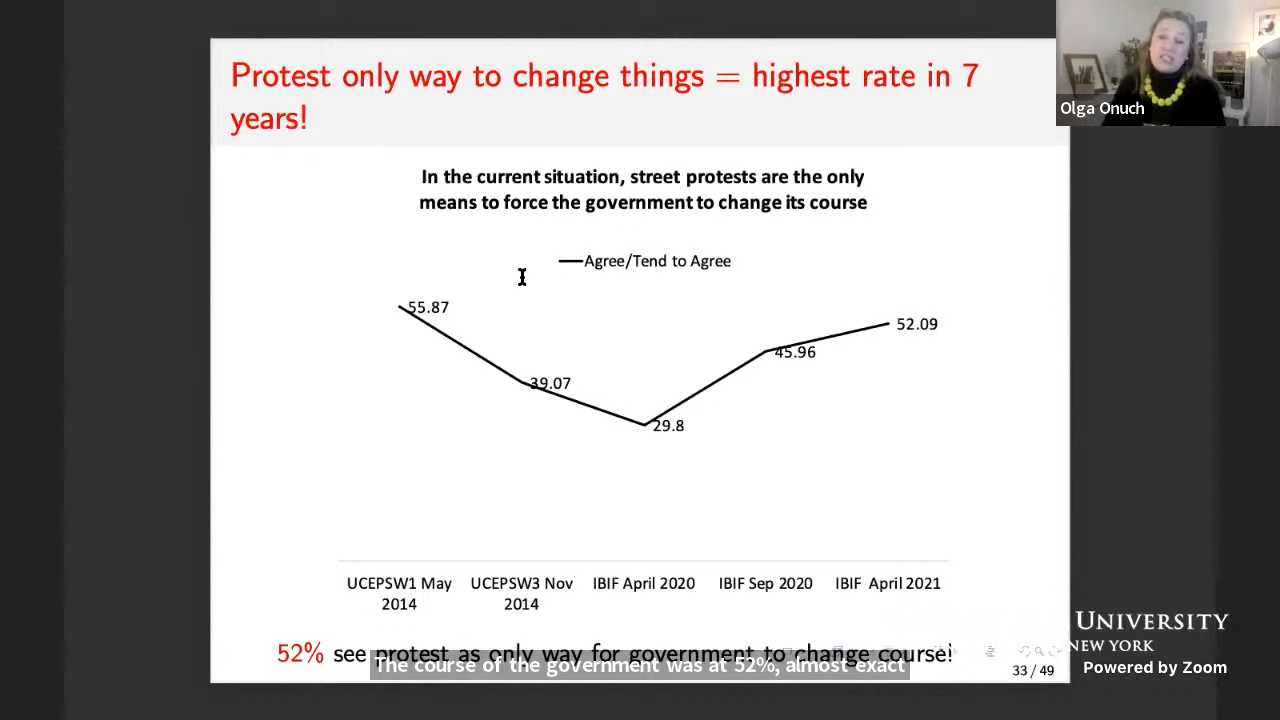 Protest only way to change things = highest rate in 7
years!
Olga Onuch
In the current situation, street protests are the only
means to force the government to change its course
Agree/Tend to Agree
55.87
52.09
45.96
39.07
29.8
UCEPSW1 May
2014
UCEPSW3 Nov
2014
IBIF April 2020
IBIF Sep 2020
IBIF April 2021
52% see protest as only way for government to change course!
The course of the government was at 52%, almost exact
33 / 49
UNIVERSITY
NEW YORK
Powered by Zoom